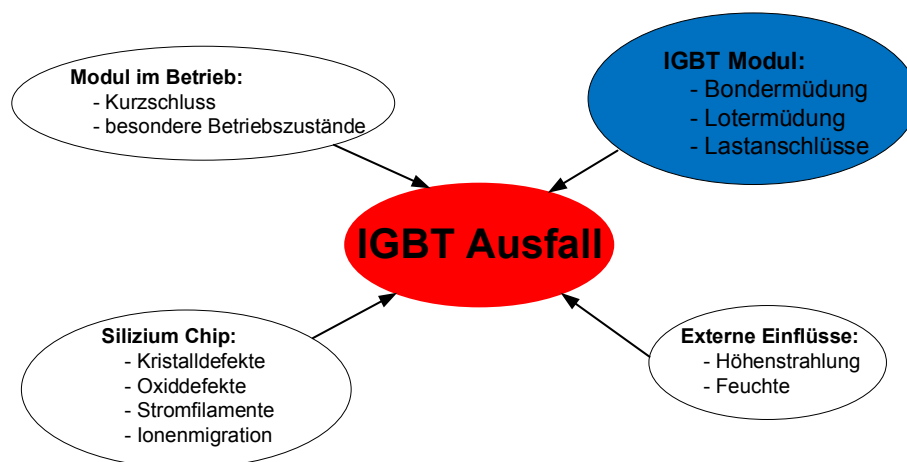 Modul im Betrieb:
- Kurzschluss
- besondere Betriebszustände
IGBT Modul:
- Bondermüdung
- Lotermüdung
- Lastanschlüsse
IGBT Ausfall
Silizium Chip:
- Kristalldefekte
- Oxiddefekte
- Stromfilamente
- Ionenmigration
Externe Einflüsse:
- Höhenstrahlung
- Feuchte